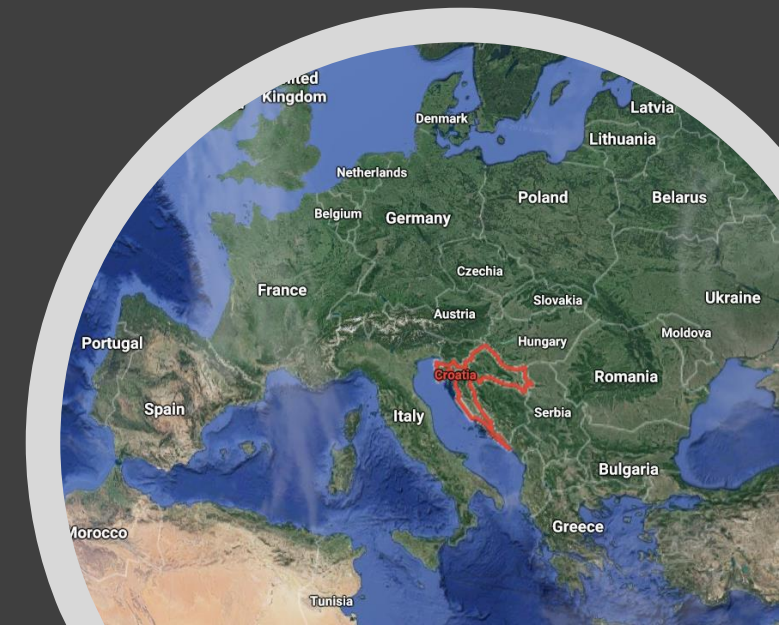 ited
Kingdom
Latvia
Denmark
Lithuania
Netherlands
Poland
Belarus
Belgium
Germany
Czechia
France
Slovakia
Ukraine
Austria
Moldova
Portugal
Hungary
Croatia
Romania
Spain
Italy
Serbia
Bulgaria
Greece
Morocco
Tunisia